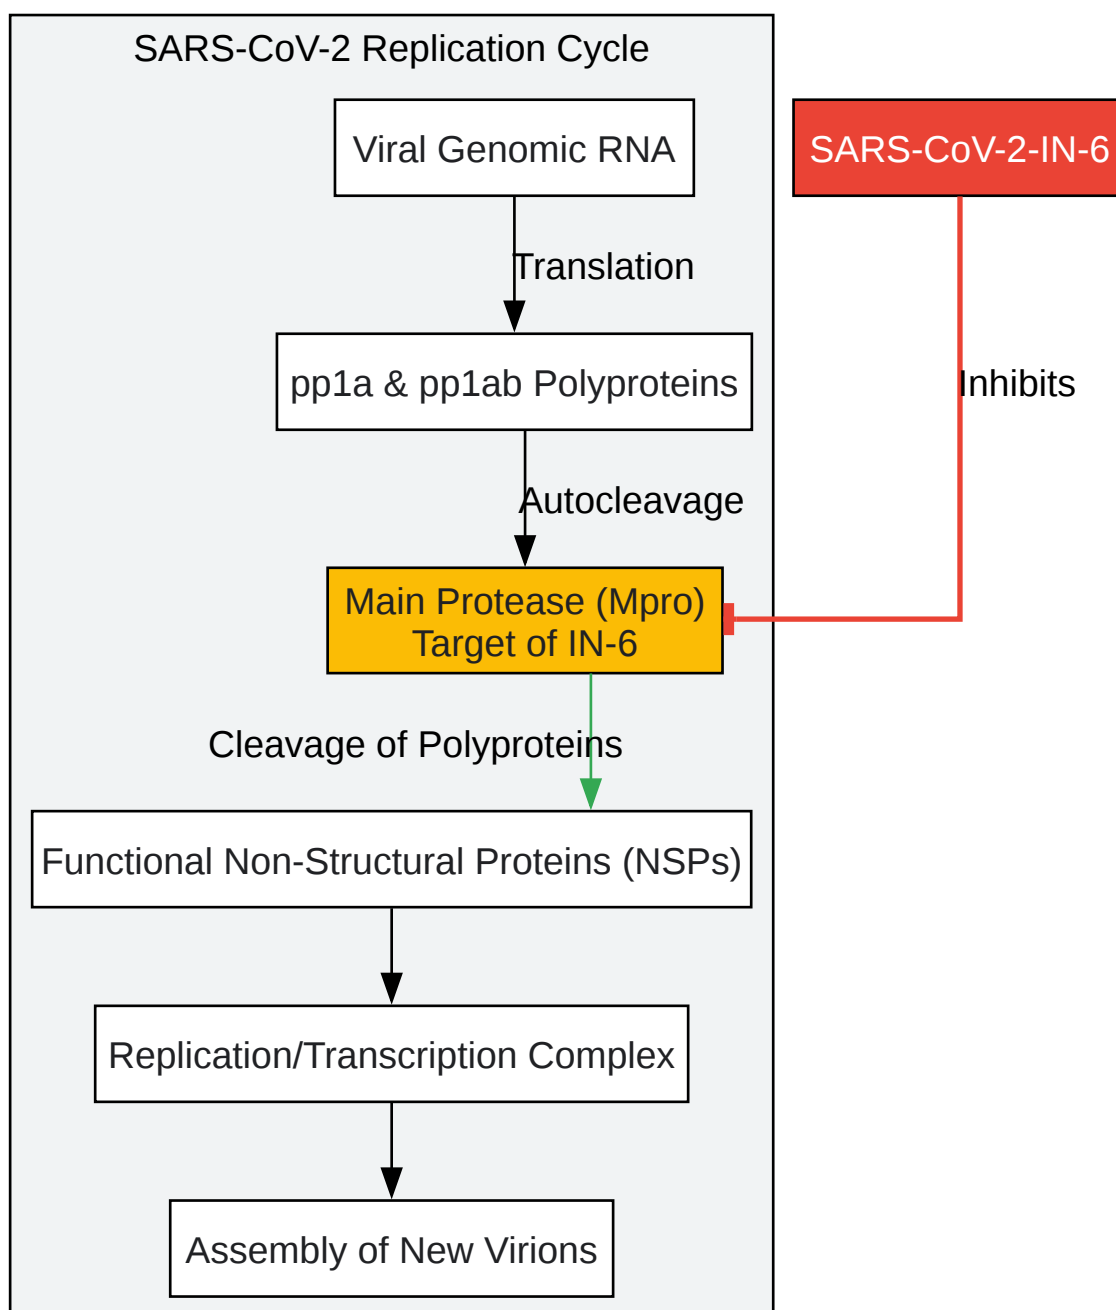 SARS-CoV-2 Replication Cycle
Viral Genomic RNA
SARS-CoV-2-IN-6
Translation
pp1a & pp1ab Polyproteins
Inhibits
Autocleavage
Main Protease (Mpro)
Target of IN-6
Cleavage of Polyproteins
Functional Non-Structural Proteins (NSPs)
Replication/Transcription Complex
Assembly of New Virions